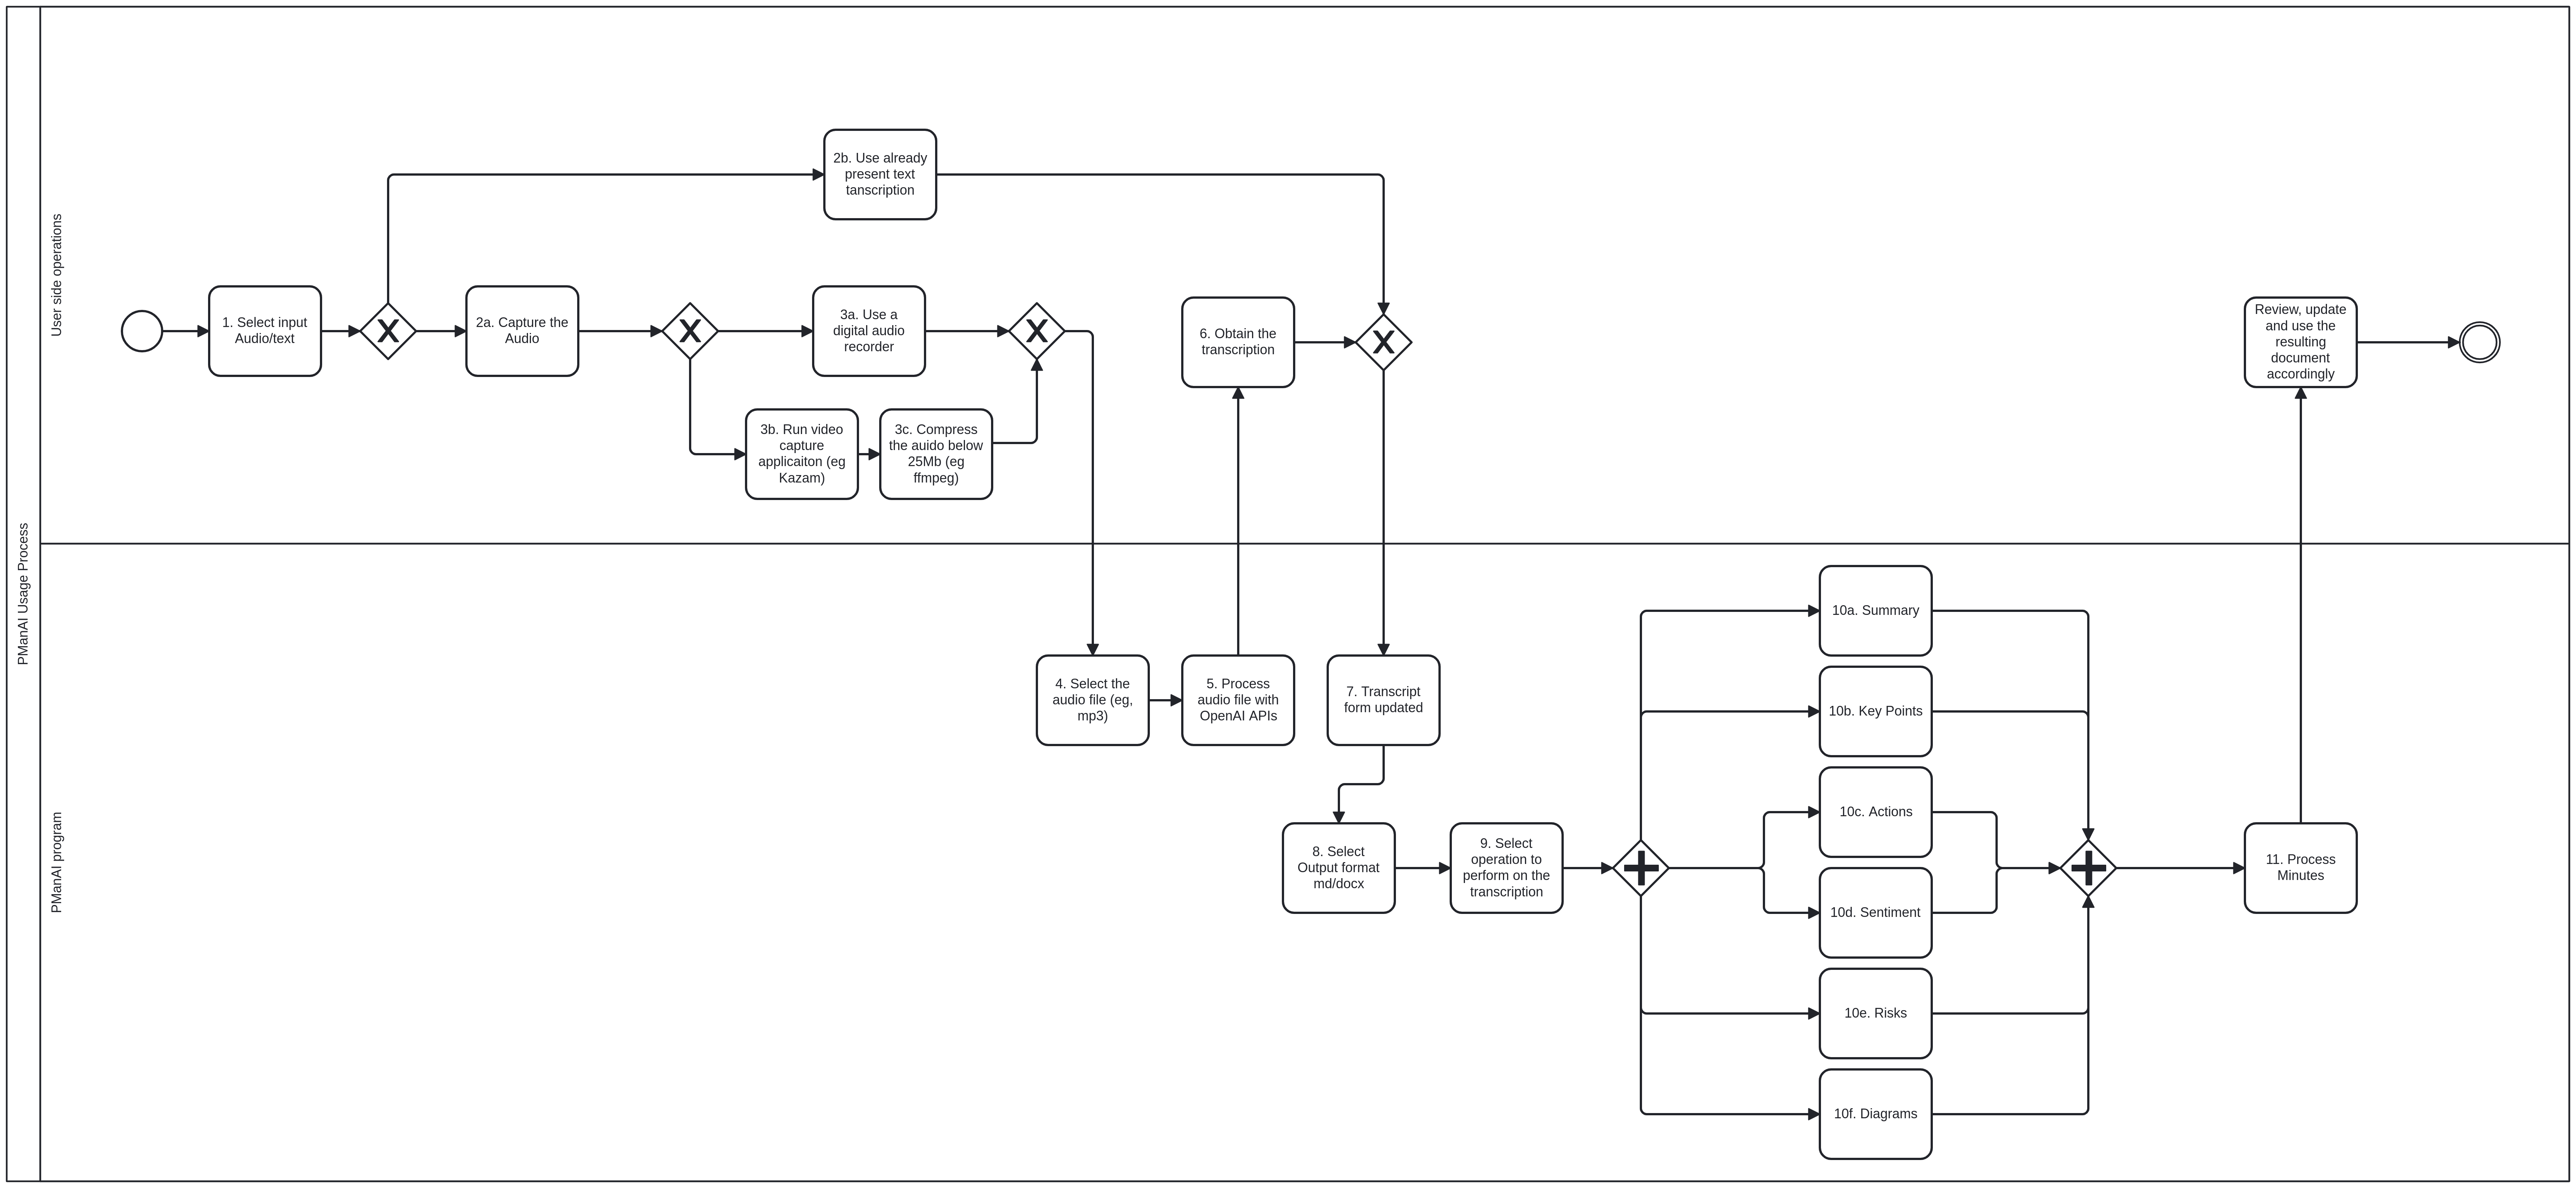 PManAI Usage Process
User side operations
1. Select input
Audio/text
2b. Use already
present text
tanscription
2a. Capture the
Audio
3a. Use a
digital audio
recorder
3b. Run video
capture
applicaiton (eg
Kazam)
3c. Compress
the auido below
25Mb (eg
ffmpeg)
6. Obtain the
transcription
Review, update
and use the
resulting
document
accordingly
PManAI program
4. Select the
audio file (eg,
mp3)
5. Process
audio file with
OpenAI APIs
7. Transcript
form updated
8. Select
Output format
md/docx
9. Select
operation to
perform on the
transcription
10a. Summary
10b. Key Points
10c. Actions
10d. Sentiment
10e. Risks
10f. Diagrams
11. Process
Minutes